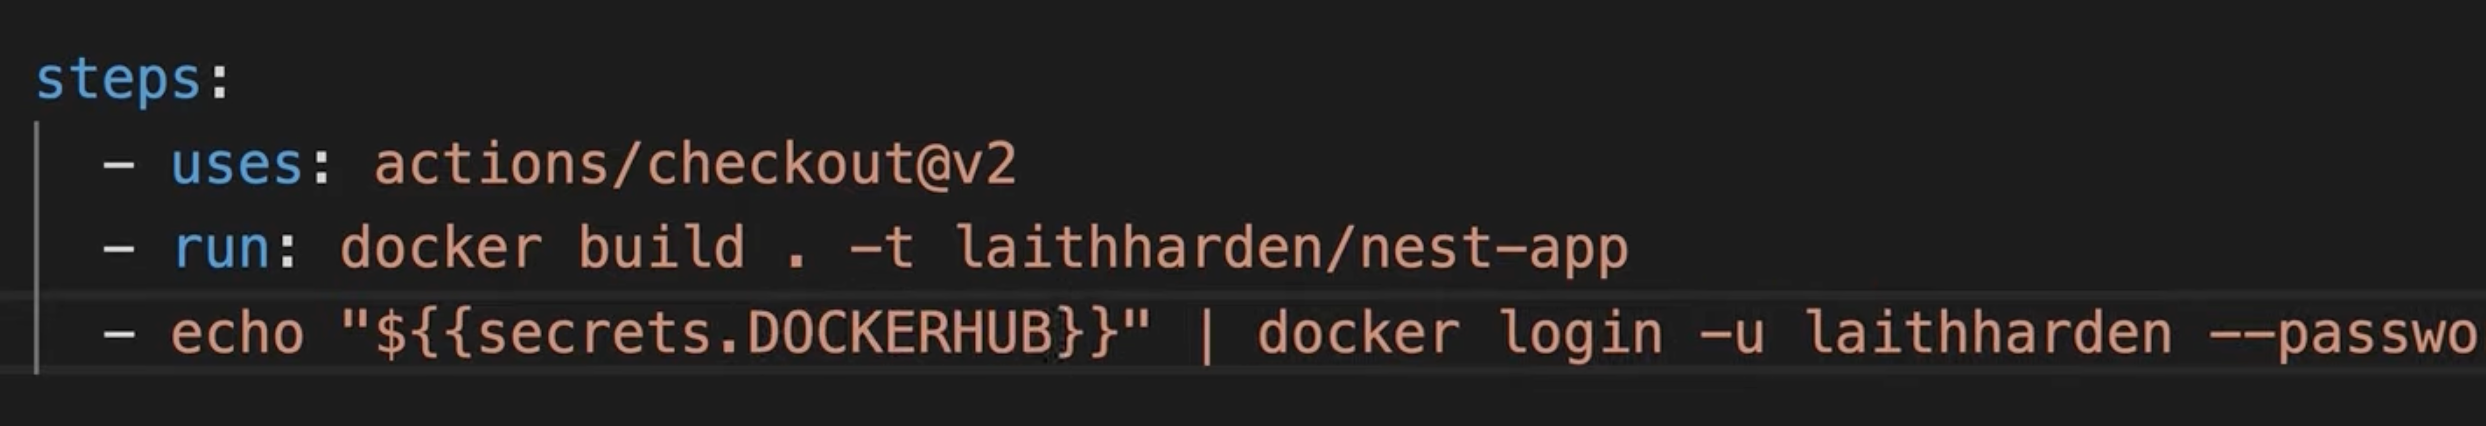 steps:
- uses: actions/checkout@v2
- run: docker build . -t laithharden/nest-app
- echo "${{secrets.DOCKERHUB}}" | docker login -u laithharden --passwo